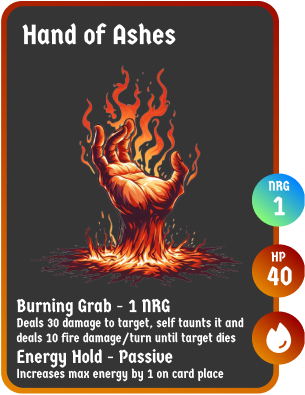 Hand of Ashes
NRG
1
HP
40
Burning Grab - 1 NRG
Deals 30 damage to target, self taunts it and
deals 10 fire damage/turn until target dies
Energy Hold - Passive
Increases max energy by 1 on card place